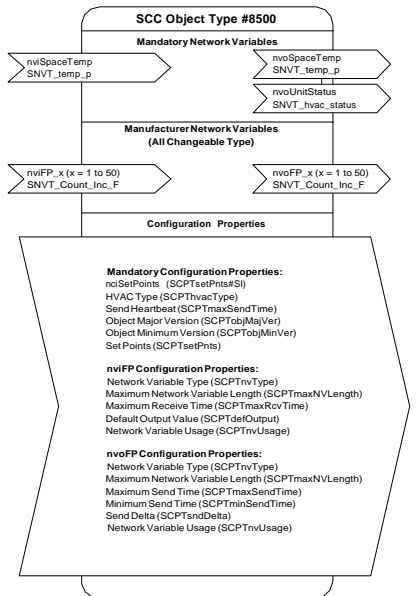 SCC Object Type #8500
Mandatory Network Variables
nviSpaceTemp
SNVT_temp_p
nvoSpaceTemp
SNVT_temp_p
nvoUnitStatus
SNVT_hvac_status
Manufacturer Network Variables
(All Changeable Type)
nviFP_x (x = 1 to 50)
SNVT_Count_Inc_F
nvoFP_x (x = 1 to 50)
SNVT_Count_Inc_F
Configuration Properties
Mandatory Configuration Properties:
nciSetPoints (SCPTsetPnts#SI)
HVAC Type (SCPThvacType)
Send Heartbeat (SCPTmaxSendTime)
Object Major Version (SCPTobjMajVer)
Object Minimum Version (SCPTobjMinVer)
Set Points (SCPTsetPnts)
nviFP Configuration Properties:
Network Variable Type (SCPTnvType)
Maximum Network Variable Length (SCPTmaxNVLength)
Maximum Receive Time (SCPTmaxRcvTime)
Default Output Value (SCPTdefOutput)
Network Variable Usage (SCPTnvUsage)
nvoFP Configuration Properties:
Network Variable Type (SCPTnvType)
Maximum Network Variable Length (SCPTmaxNVLength)
Maximum Send Time (SCPTmaxSendTime)
Minimum Send Time (SCPTminSendTime)
Send Delta (SCPTsndDelta)
Network Variable Usage (SCPTnvUsage)